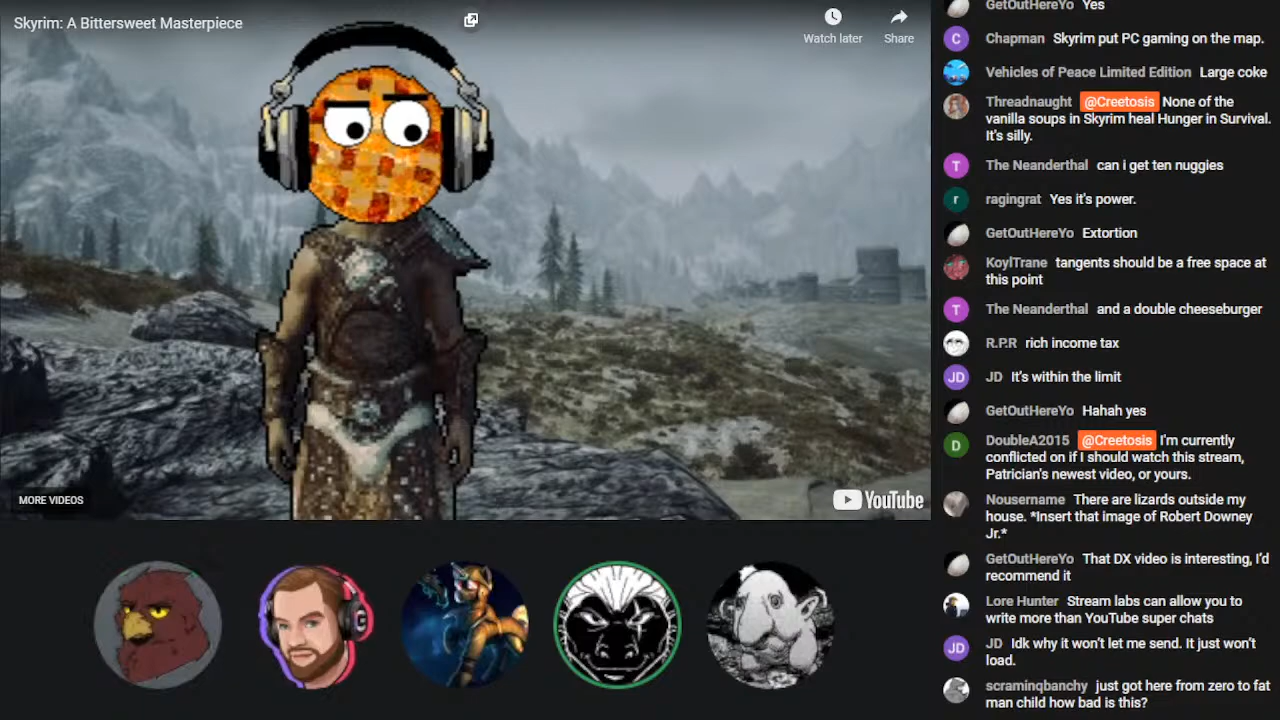 Skyrim: A Bittersweet Masterpiece
Watch later
Share
MORE VIDEOS
YouTube
GetOutHereYo Yes
Chapman Skyrim put PC gaming on the map.
Vehicles of Peace Limited Edition Large coke
Threadnaught @Creetosis None of the
vanilla soups in Skyrim heal Hunger in Survival.
It's silly.
The Neanderthal can i get ten nuggies
ragingrat Yes it's power.
GetOutHereYo Extortion
KoylTrane tangents should be a free space at
this point
The Neanderthal and a double cheeseburger
R.P.R rich income tax
JD It's within the limit
GetOutHereYo Hahah yes
DoubleA2015 @Creetosis I'm currently
conflicted on if I should watch this stream,
Patrician's newest video, or yours.
Nousername There are lizards outside my
house. *Insert that image of Robert Downey
Jr.*
GetOutHereYo That DX video is interesting, I'd
recommend it
Lore Hunter Stream labs can allow you to
write more than YouTube super chats
JD Idk why it won't let me send. It just won't
load.
scraminqbanchy just got here from zero to fat
man child how bad is this?